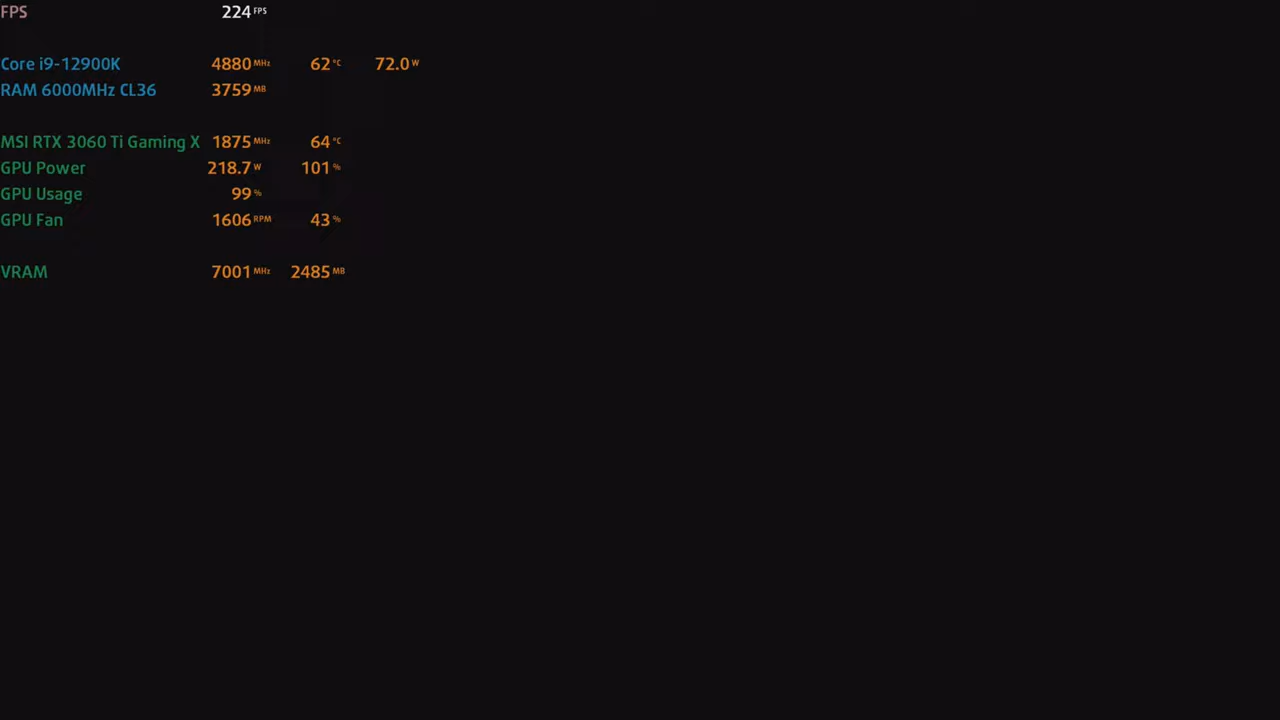 FPS 224 FPS
Core i9-12900K 4880 MHz 62 °C 72.0 W
RAM 6000MHz CL36 3759 MB
MSI RTX 3060 Ti Gaming X 1875 MHz 64 °C
GPU Power 218.7 W 101 %
GPU Usage 99 %
GPU Fan 1606 RPM 43 %
VRAM 7001 MHz 2485 MB